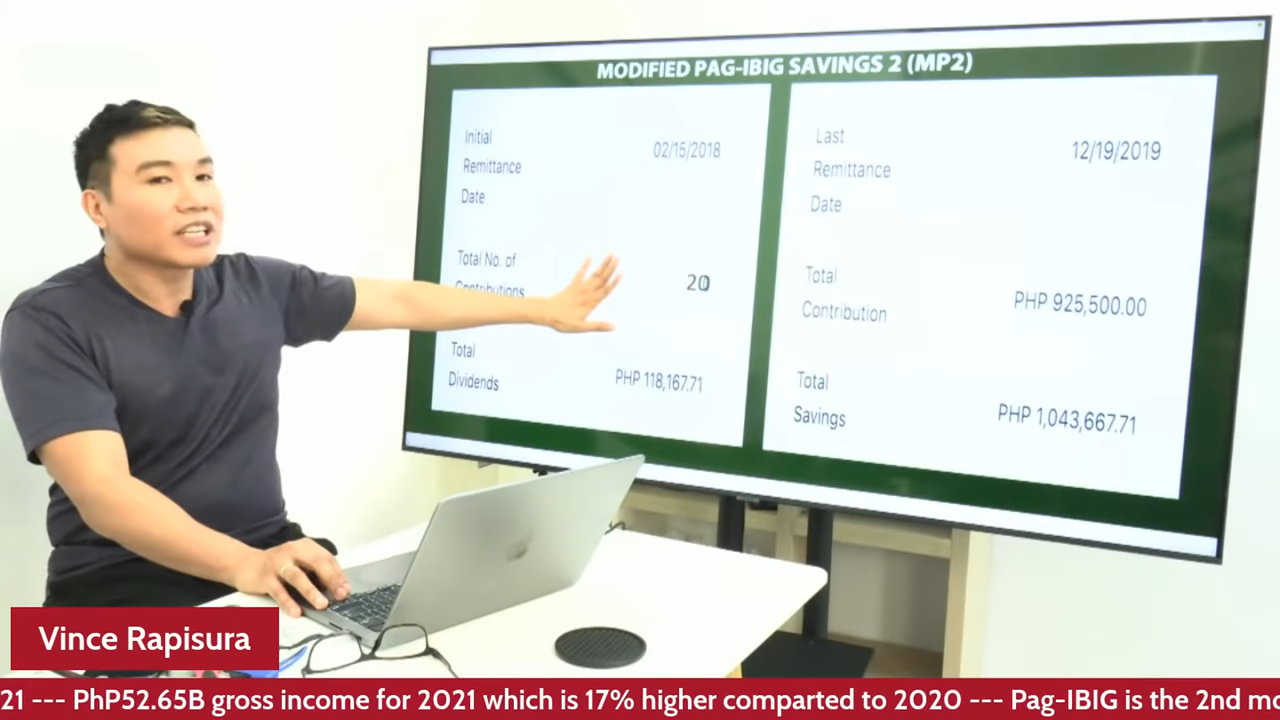 MODIFIED PAG-IBIG SAVINGS 2 (MP2)
Initial
Remittance
Date
02/15/2018
Total No. of
Contributions
20
Total
Dividends
PHP 118,167.71
Last
Remittance
Date
12/19/2019
Total
Contribution
PHP 925,500.00
Total
Savings
PHP 1,043,667.71
Vince Rapisura
21 --- PhP52.65B gross income for 2021 which is 17% higher comparted to 2020 --- Pag-IBIG is the 2nd mo